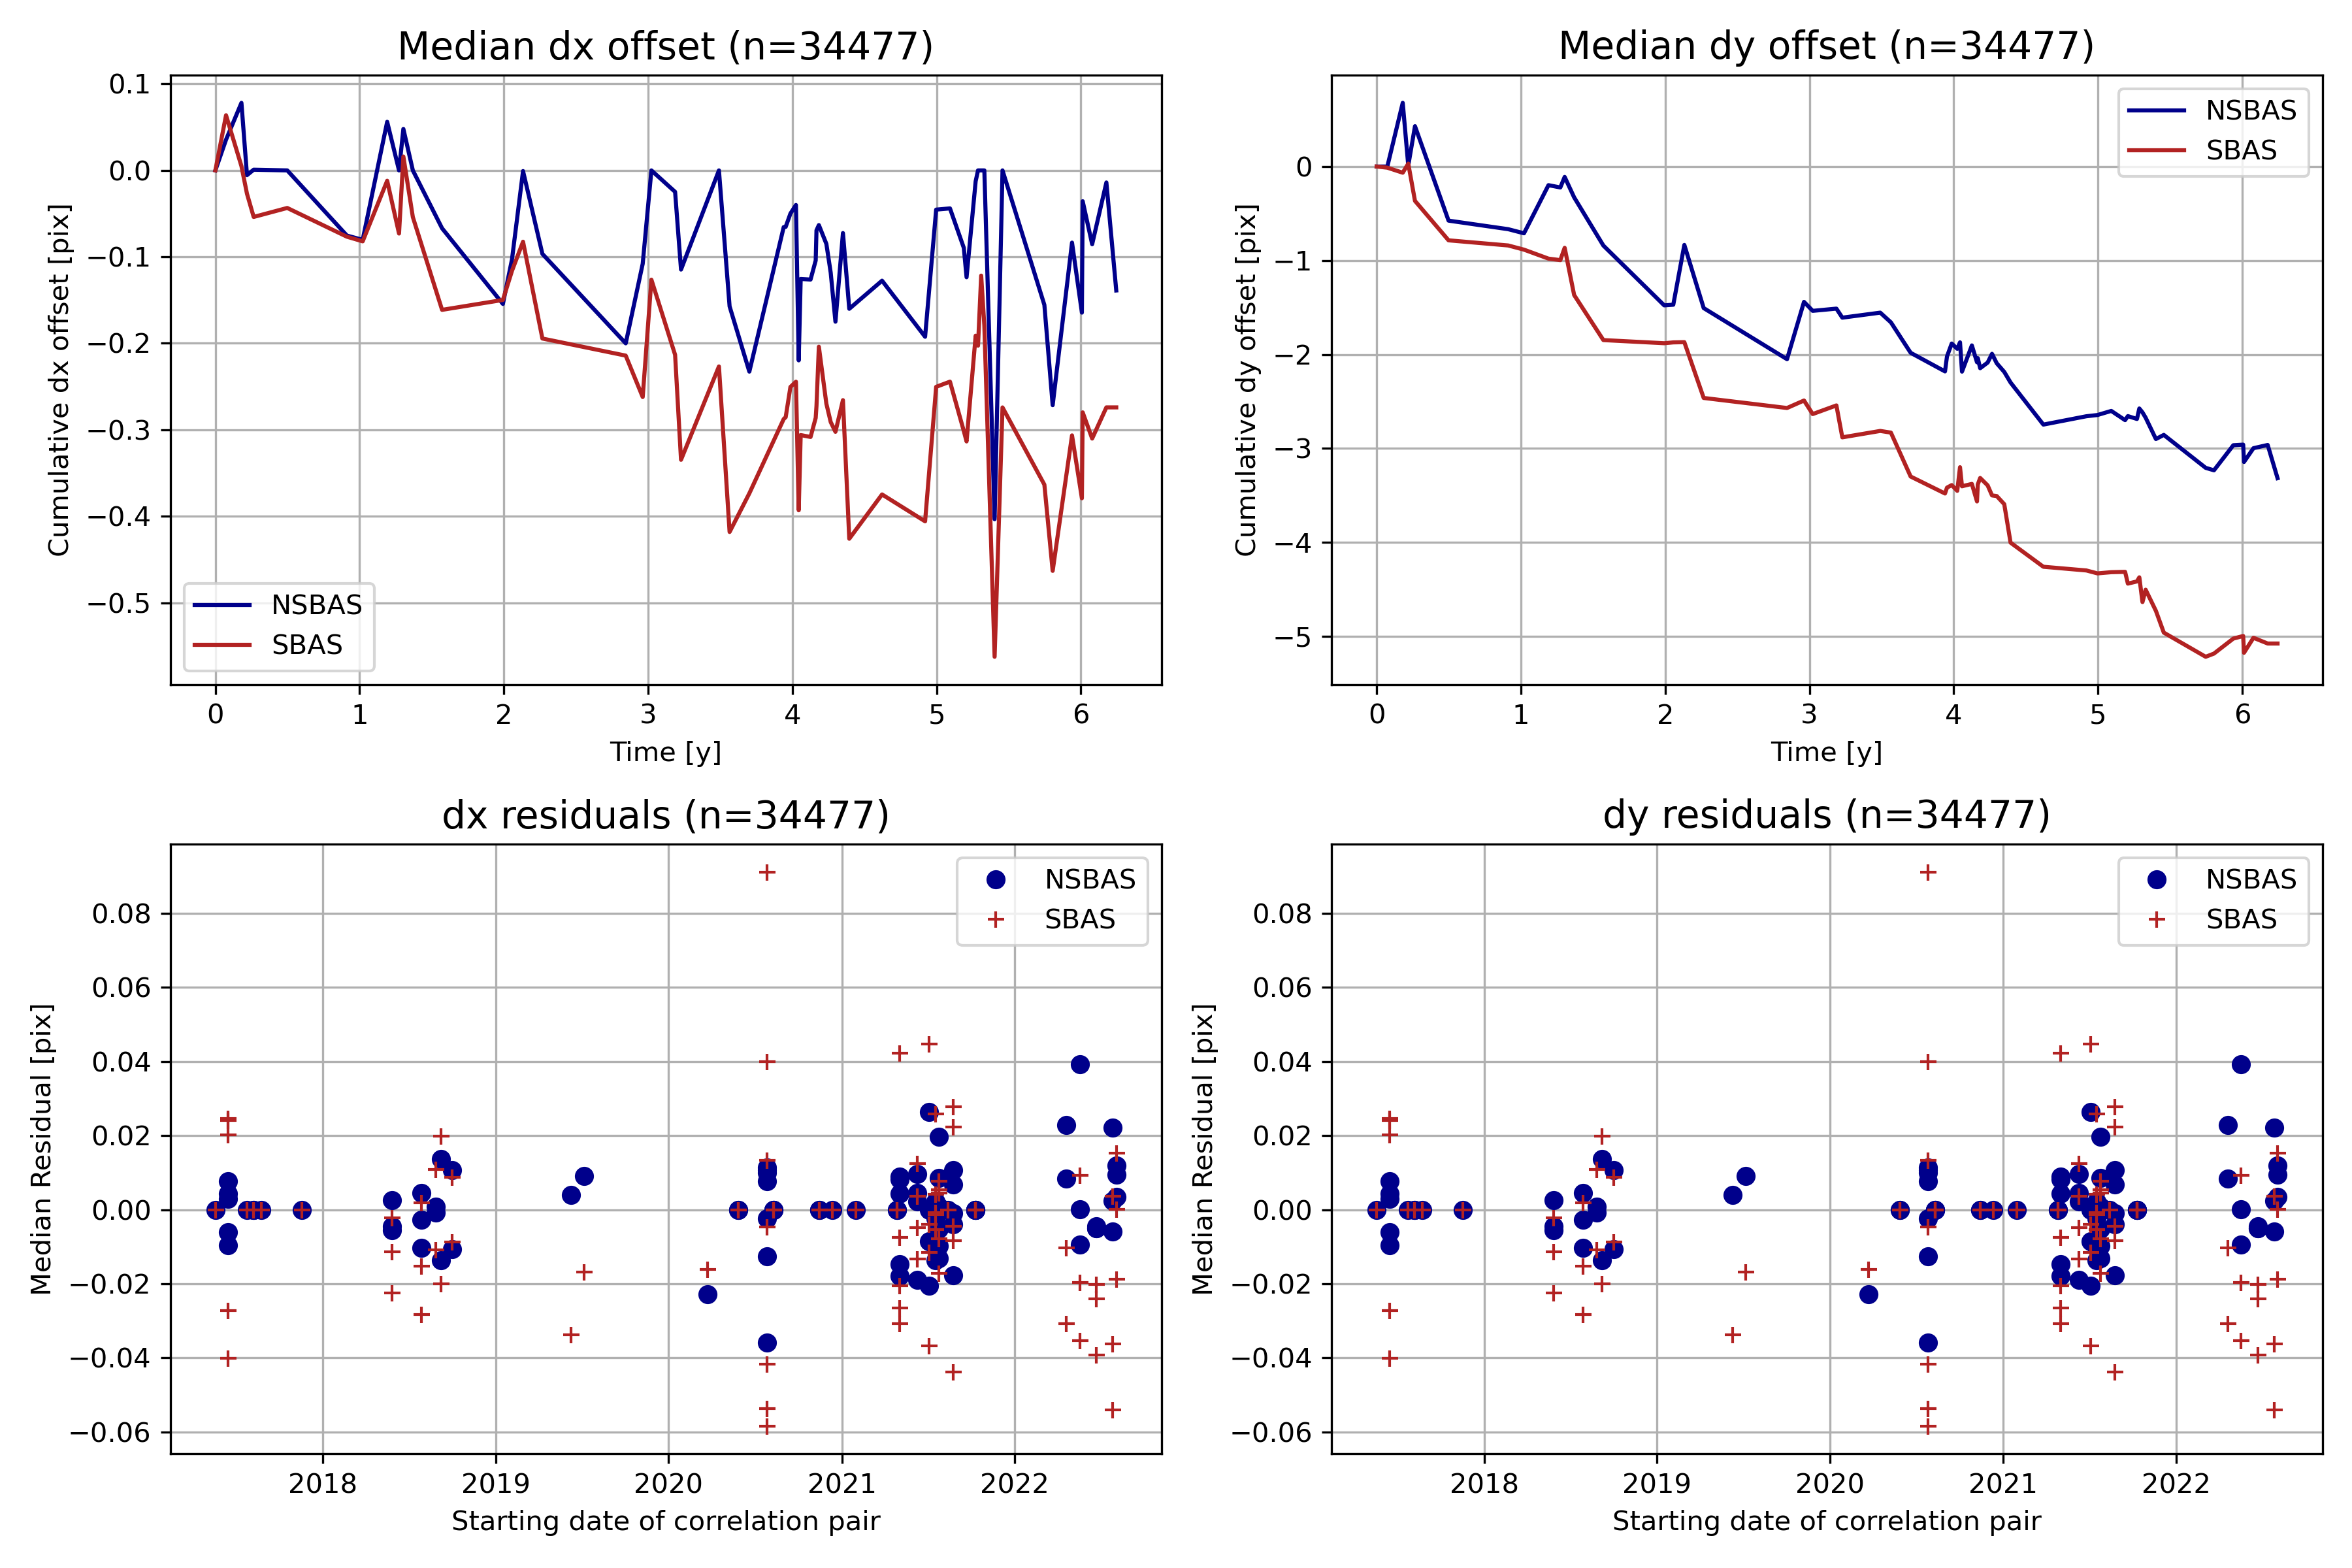 Median dx offset (n=34477)
0.1
0.0
−0.1
−0.2
−0.3
−0.4
−0.5
Cumulative dx offset [pix]
NSBAS
SBAS
0 1 2 3 4 5 6
Time [y]
Median dy offset (n=34477)
0
−1
−2
−3
−4
−5
Cumulative dy offset [pix]
NSBAS
SBAS
0 1 2 3 4 5 6
Time [y]
dx residuals (n=34477)
0.08
0.06
0.04
0.02
0.00
−0.02
−0.04
−0.06
Median Residual [pix]
NSBAS
SBAS
2018 2019 2020 2021 2022
Starting date of correlation pair
dy residuals (n=34477)
0.08
0.06
0.04
0.02
0.00
−0.02
−0.04
−0.06
Median Residual [pix]
NSBAS
SBAS
2018 2019 2020 2021 2022
Starting date of correlation pair